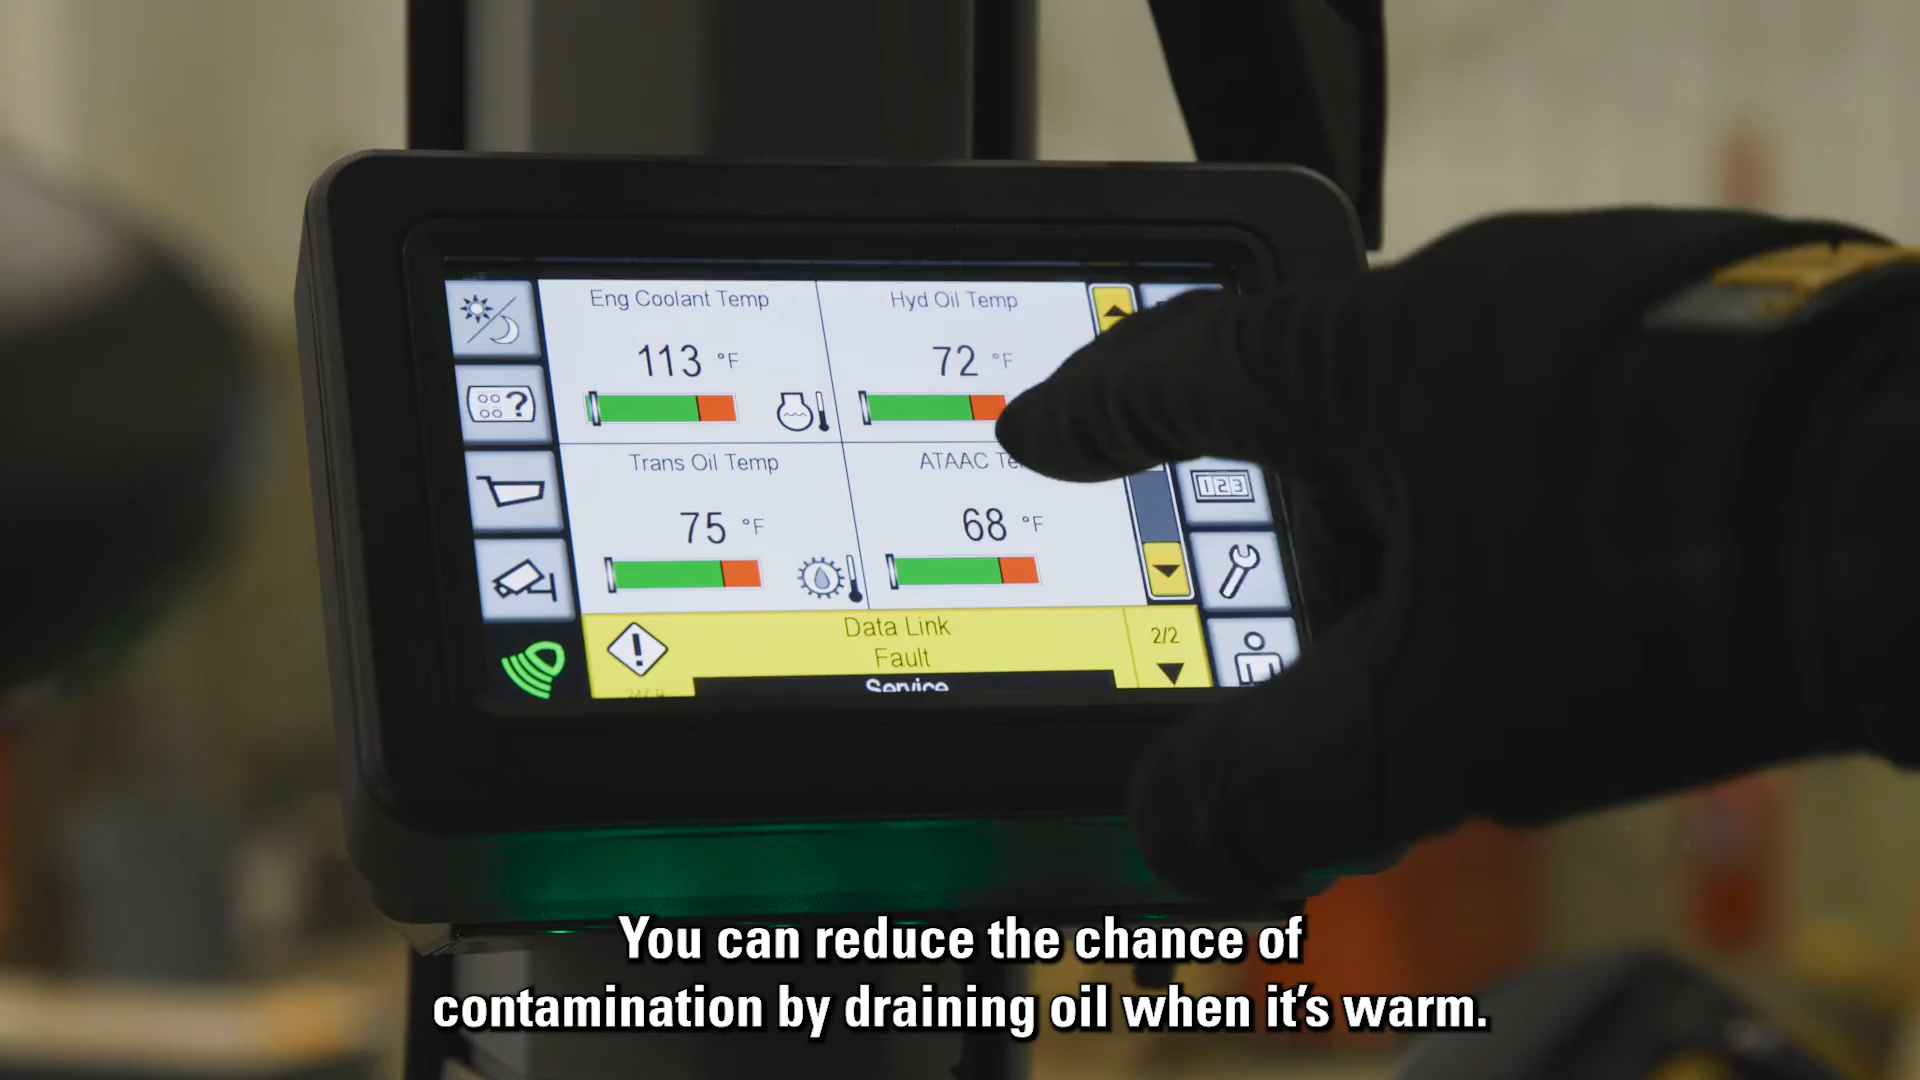 Eng Coolant Temp
113 °F
Hyd Oil Temp
72 °F
Trans Oil Temp
75 °F
ATAAC
68 °F
?
123
!
Data Link
Fault
2/2
Service
You can reduce the chance of
contamination by draining oil when it's warm.